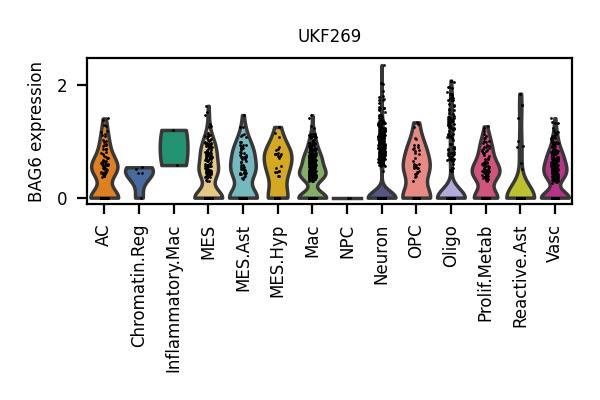 UKF269
BAG6 expression
2
0
AC
Chromatin.Reg
Inflammatory.Mac
MES
MES.Ast
MES.Hyp
Mac
NPC
Neuron
OPC
Oligo
Prolif.Metab
Reactive.Ast
Vasc